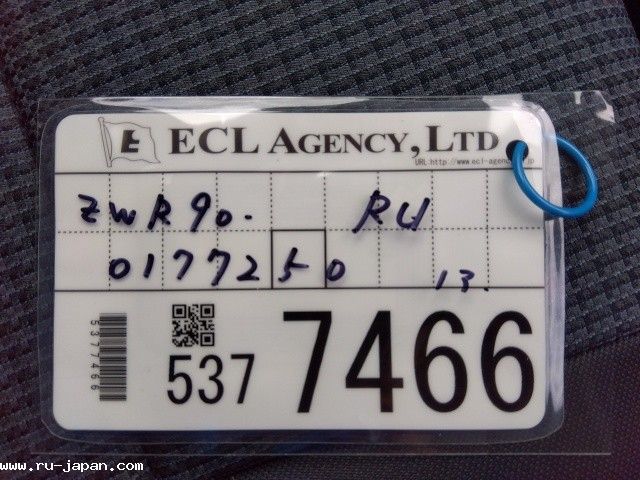 E ECL AGENCY, LTD
URL:http://www.ecl-agency.jp
ZWR90. RU
0177250 13.
5377466
537 7466
www.ru-japan.com